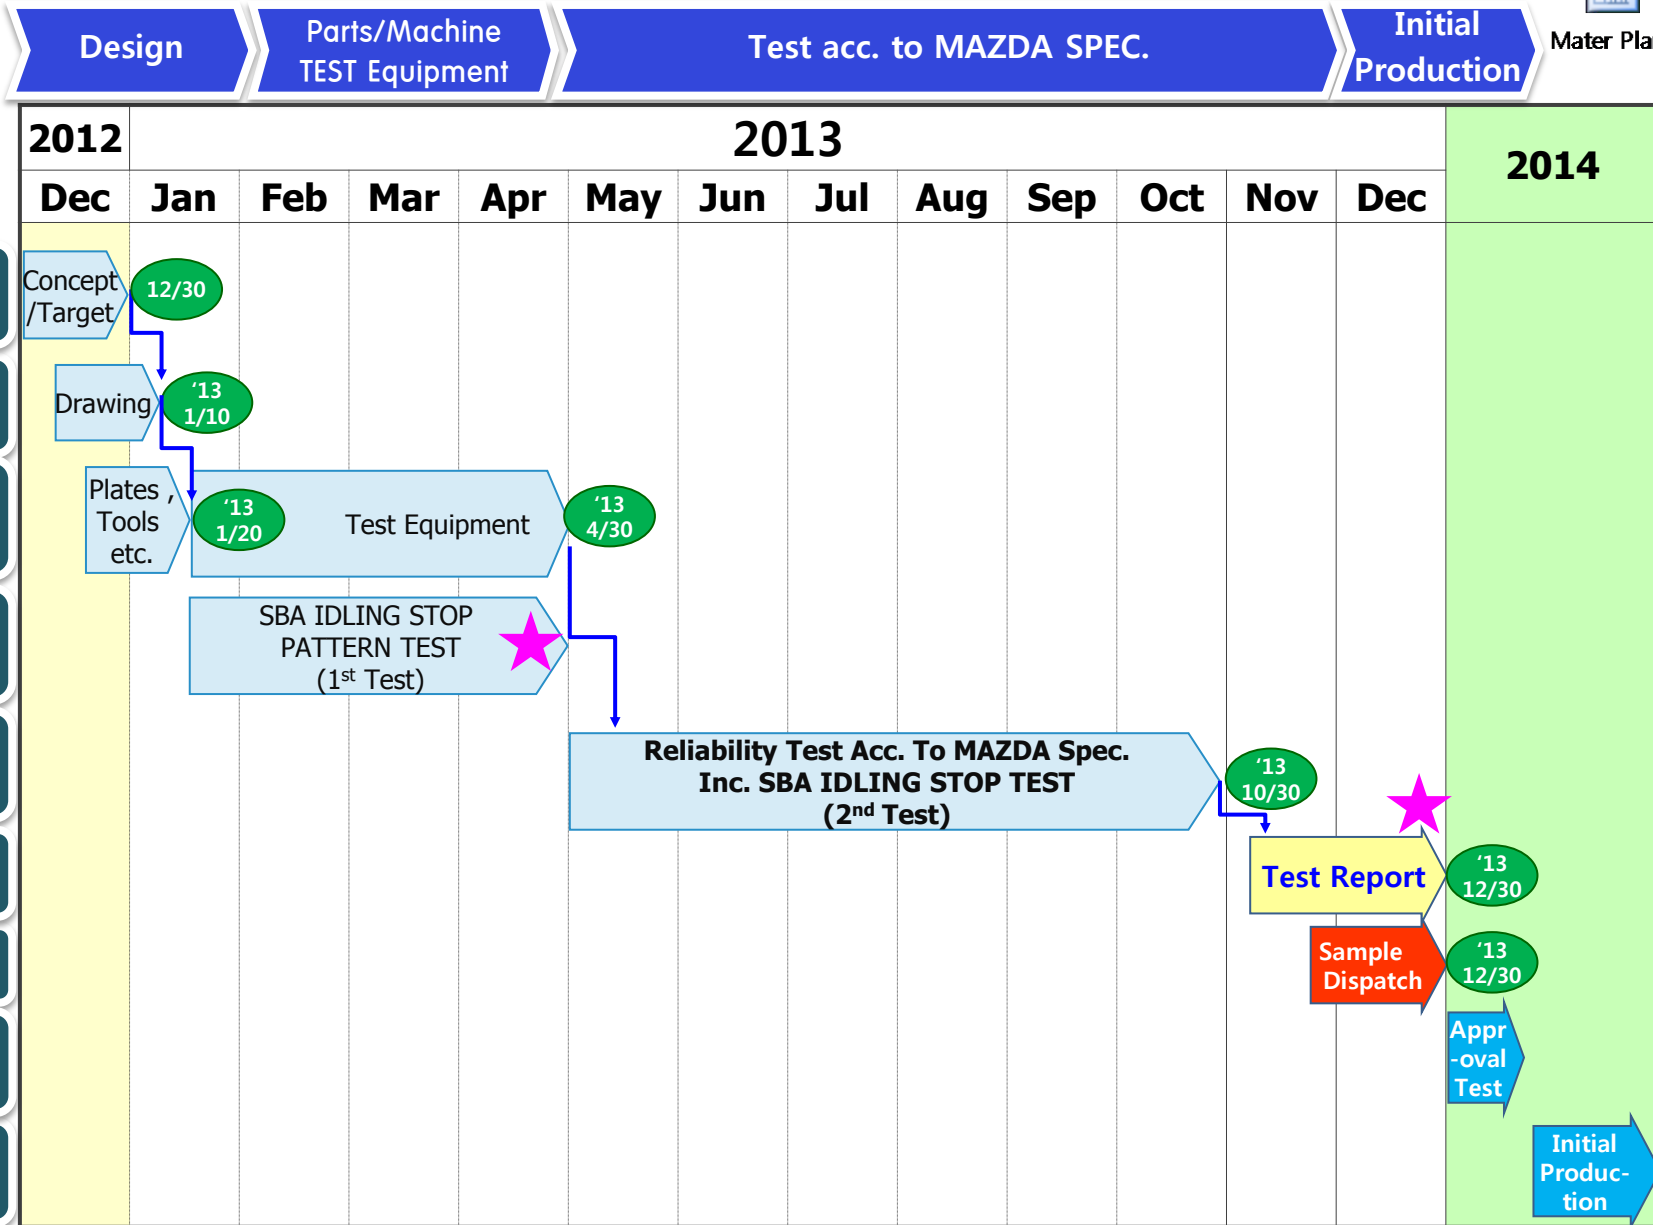 Design
Parts/Machine
TEST Equipment
Test acc. to MAZDA SPEC.
Initial
Production
Mater Pla
2012
2013
2014
Dec Jan Feb Mar Apr May Jun Jul Aug Sep Oct Nov Dec
Concept
/Target
12/30
Drawing
‘13
1/10
Plates ,
Tools
etc.
‘13
1/20
Test Equipment
‘13
4/30
SBA IDLING STOP
PATTERN TEST
(1st Test)
Reliability Test Acc. To MAZDA Spec.
Inc. SBA IDLING STOP TEST
(2nd Test)
‘13
10/30
Test Report
‘13
12/30
Sample
Dispatch
‘13
12/30
Appr
-oval
Test
Initial
Produc-
tion